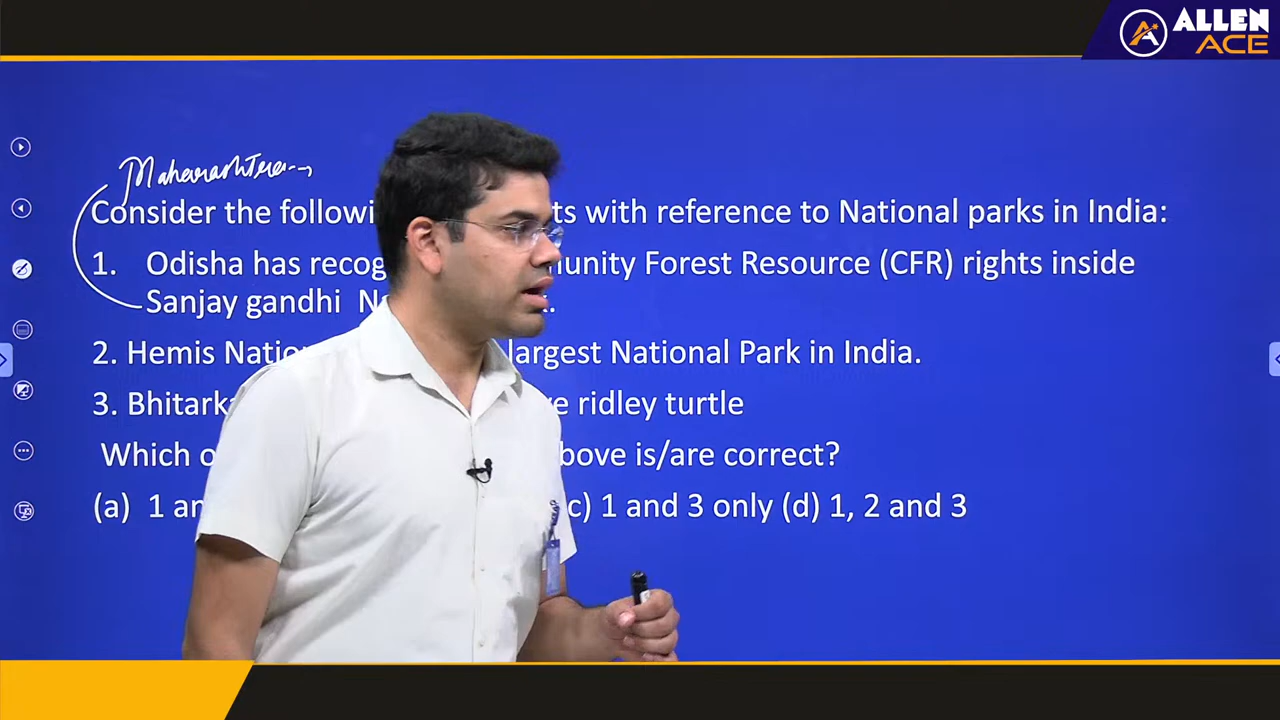 ALLEN
ACE
Maharashtra
Consider the followi ts with reference to National parks in India:
1. Odisha has recog unity Forest Resource (CFR) rights inside
Sanjay gandhi N
2. Hemis Natio largest National Park in India.
3. Bhitarka e ridley turtle
Which o bove is/are correct?
(a) 1 an c) 1 and 3 only (d) 1, 2 and 3